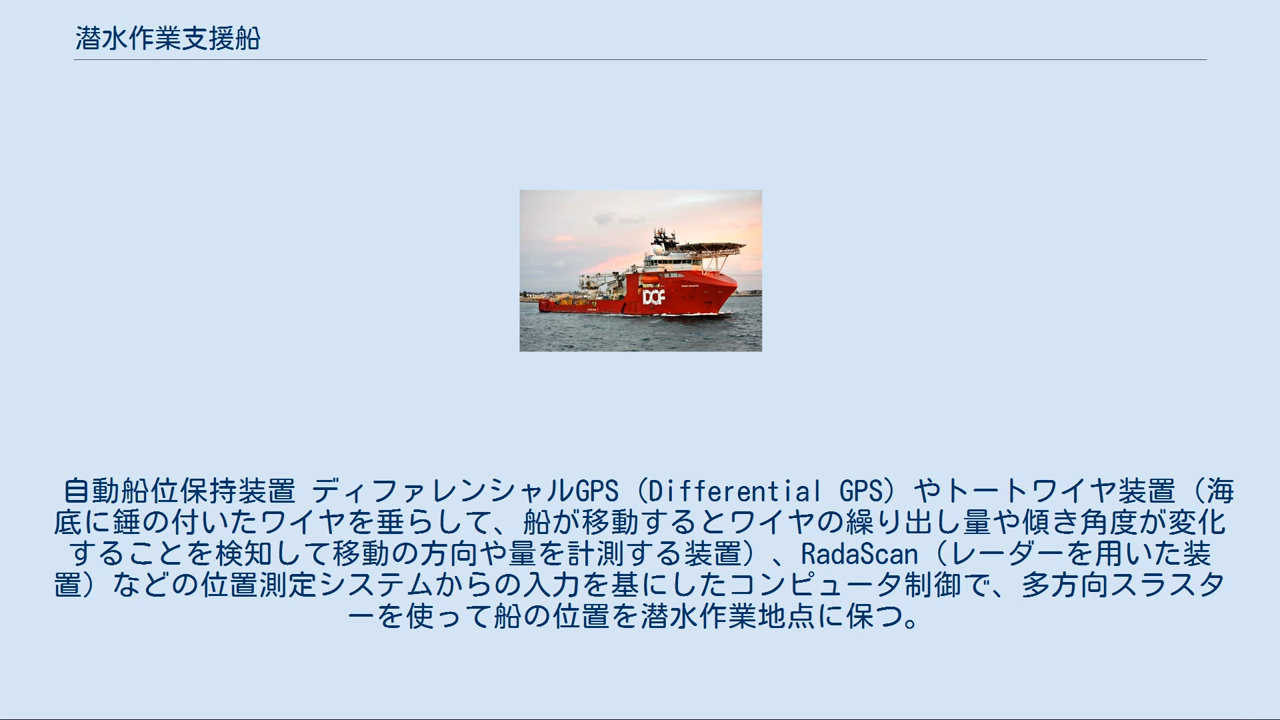 潜水作業支援船
DOF
自動船位保持装置 ディファレンシャルGPS（Differential GPS）やトートワイヤ装置（海
底に錘の付いたワイヤを垂らして、船が移動するとワイヤの繰り出し量や傾き角度が変化
することを検知して移動の方向や量を計測する装置）、RadaScan（レーダーを用いた装
置）などの位置測定システムからの入力を基にしたコンピュータ制御で、多方向スラスタ
ーを使って船の位置を潜水作業地点に保つ。